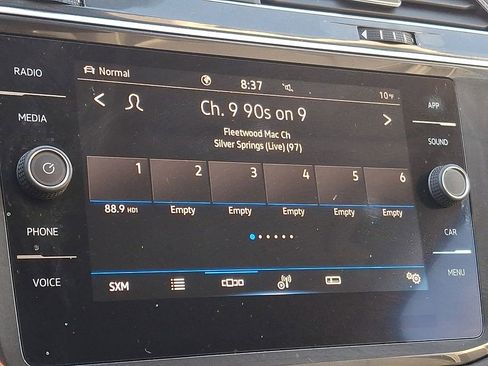 RADIO
MEDIA
PHONE
VOICE
Normal
8:37
10°F
Ch. 9 90s on 9
Fleetwood Mac Ch
Silver Springs (Live) (97)
1 2 3 4 5 6
88.9 HD1 Empty Empty Empty Empty Empty
SXM
APP
SOUND
CAR
MENU